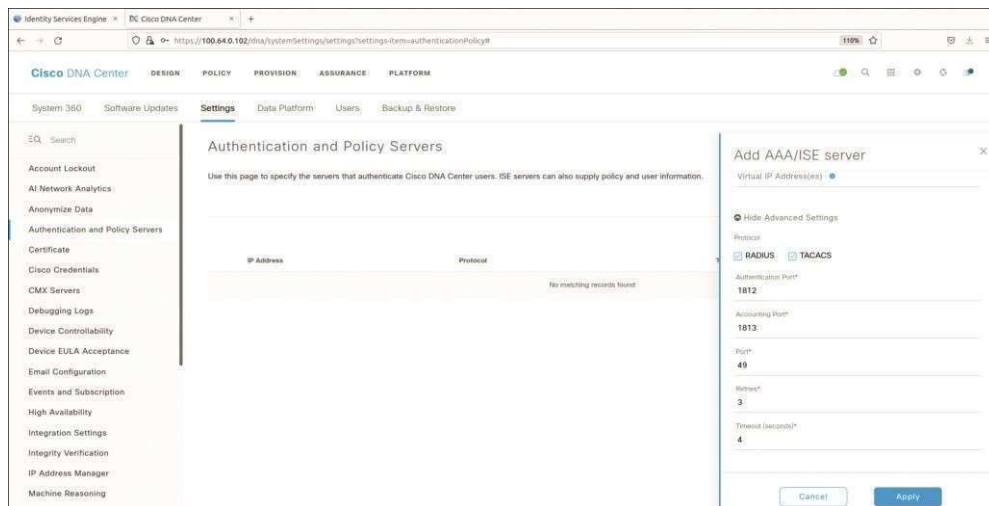 Identity Services Engine × DC Cisco DNA Center × +
https://100.64.0.102/dna/systemSettings/settings?settings-item=authenticationPolicy# 110%
Cisco DNA Center DESIGN POLICY PROVISION ASSURANCE PLATFORM
System 360 Software Updates Settings Data Platform Users Backup & Restore
Search
Account Lockout
AI Network Analytics
Anonymize Data
Authentication and Policy Servers
Certificate
Cisco Credentials
CMX Servers
Debugging Logs
Device Controllability
Device EULA Acceptance
Email Configuration
Events and Subscription
High Availability
Integration Settings
Integrity Verification
IP Address Manager
Machine Reasoning
Authentication and Policy Servers
Use this page to specify the servers that authenticate Cisco DNA Center users. ISE servers can also supply policy and user information.
IP Address Protocol T
No matching records found
Add AAA/ISE server ×
Virtual IP Address(es)
Hide Advanced Settings
Protocol
RADIUS TACACS
Authentication Port*
1812
Accounting Port*
1813
Port*
49
Retries*
3
Timeout (seconds)*
4
Cancel Apply